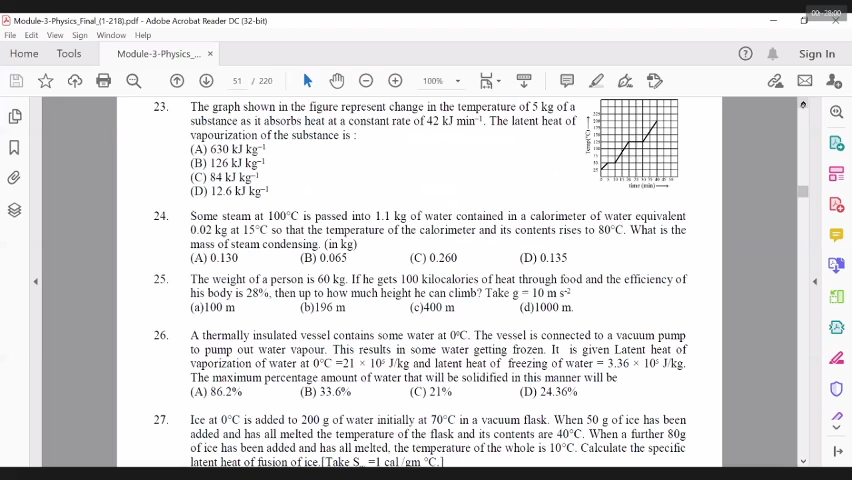 00:-28:00
Module-3-Physics_Final_(1-218).pdf - Adobe Acrobat Reader DC (32-bit)
File Edit View Sign Window Help
Home Tools Module-3-Physics_... × Sign In
51 / 220 100%
23. The graph shown in the figure represent change in the temperature of 5 kg of a
substance as it absorbs heat at a constant rate of 42 kJ min⁻¹. The latent heat of
vapourization of the substance is :
(A) 630 kJ kg⁻¹
(B) 126 kJ kg⁻¹
(C) 84 kJ kg⁻¹
(D) 12.6 kJ kg⁻¹
Temp(°C)
time (min)
24. Some steam at 100°C is passed into 1.1 kg of water contained in a calorimeter of water equivalent
0.02 kg at 15°C so that the temperature of the calorimeter and its contents rises to 80°C. What is the
mass of steam condensing. (in kg)
(A) 0.130 (B) 0.065 (C) 0.260 (D) 0.135
25. The weight of a person is 60 kg. If he gets 100 kilocalories of heat through food and the efficiency of
his body is 28%, then up to how much height he can climb? Take g = 10 m s⁻²
(a)100 m (b)196 m (c)400 m (d)1000 m.
26. A thermally insulated vessel contains some water at 0°C. The vessel is connected to a vacuum pump
to pump out water vapour. This results in some water getting frozen. It is given Latent heat of
vaporization of water at 0°C =21 × 10⁵ J/kg and latent heat of freezing of water = 3.36 × 10⁵ J/kg.
The maximum percentage amount of water that will be solidified in this manner will be
(A) 86.2% (B) 33.6% (C) 21% (D) 24.36%
27. Ice at 0°C is added to 200 g of water initially at 70°C in a vacuum flask. When 50 g of ice has been
added and has all melted the temperature of the flask and its contents are 40°C. When a further 80g
of ice has been added and has all melted, the temperature of the whole is 10°C. Calculate the specific
latent heat of fusion of ice.[Take S =1 cal /gm °C.]